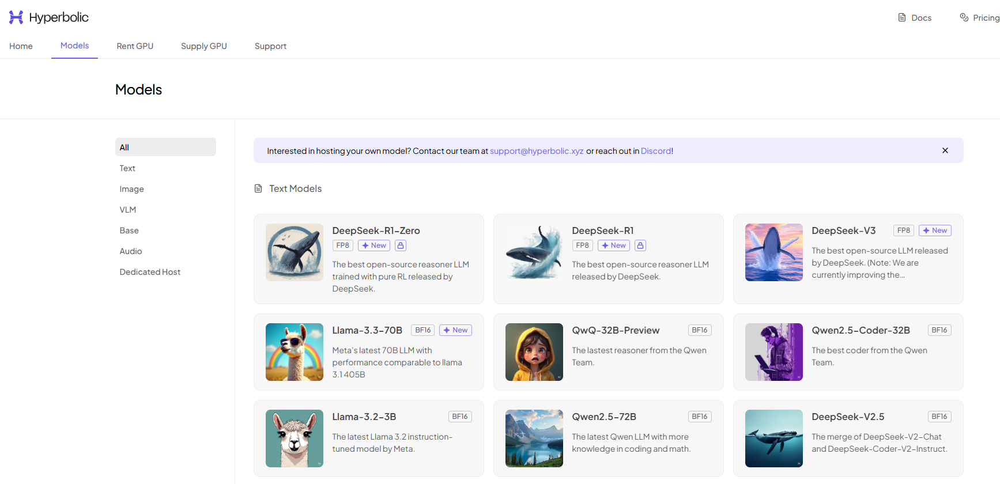 Hyperbolic
Docs
Pricing
Home
Models
Rent GPU
Supply GPU
Support
Models
All
Text
Image
VLM
Base
Audio
Dedicated Host
Interested in hosting your own model? Contact our team at support@hyperbolic.xyz or reach out in Discord!
Text Models
DeepSeek-R1-Zero
FP8
New
The best open-source reasoner LLM
trained with pure RL released by
DeepSeek.
DeepSeek-R1
FP8
New
The best open-source reasoner LLM
released by DeepSeek.
DeepSeek-V3
FP8
New
The best open-source LLM released
by DeepSeek. (Note: We are
currently improving the...
Llama-3.3-70B
BF16
New
Meta's latest 70B LLM with
performance comparable to llama
3.1 405B
QwQ-32B-Preview
BF16
The lastest reasoner from the Qwen
Team.
Qwen2.5-Coder-32B
BF16
The best coder from the Qwen
Team.
Llama-3.2-3B
BF16
The latest Llama 3.2 instruction-
tuned model by Meta.
Qwen2.5-72B
BF16
The latest Qwen LLM with more
knowledge in coding and math.
DeepSeek-V2.5
BF16
The merge of DeepSeek-V2-Chat
and DeepSeek-Coder-V2-Instruct.